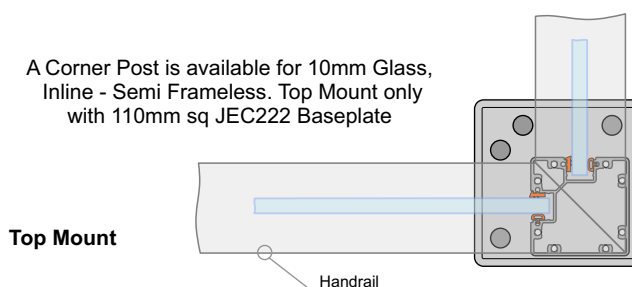 A Corner Post is available for 10mm Glass,
Inline - Semi Frameless. Top Mount only
with 110mm sq JEC222 Baseplate
Top Mount
Handrail